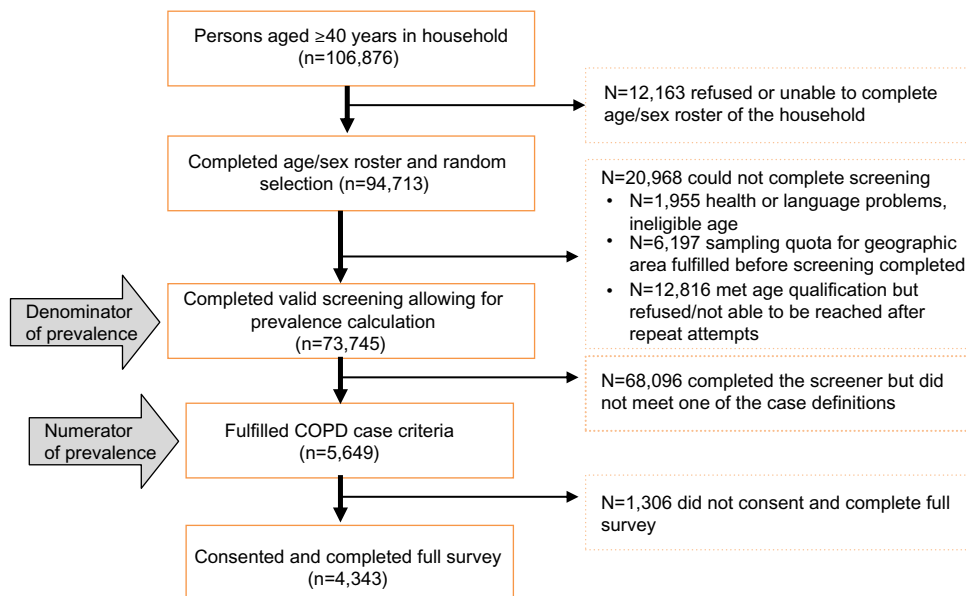 Persons aged ≥40 years in household
(n=106,876)
N=12,163 refused or unable to complete
age/sex roster of the household
Completed age/sex roster and random
selection (n=94,713)
N=20,968 could not complete screening
• N=1,955 health or language problems,
ineligible age
• N=6,197 sampling quota for geographic
area fulfilled before screening completed
• N=12,816 met age qualification but
refused/not able to be reached after
repeat attempts
Denominator
of prevalence
Completed valid screening allowing for
prevalence calculation
(n=73,745)
N=68,096 completed the screener but did
not meet one of the case definitions
Numerator
of prevalence
Fulfilled COPD case criteria
(n=5,649)
N=1,306 did not consent and complete full
survey
Consented and completed full survey
(n=4,343)